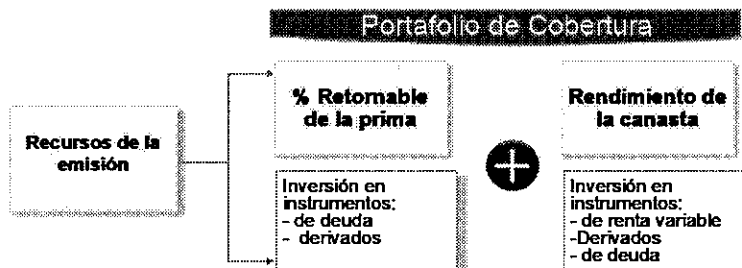 Portafolio de Cobertura
Recursos de la
emisión
% Retornable
de la prima
Inversión en
instrumentos:
- de deuda
- derivados
Rendimiento de
la canasta
Inversión en
instrumentos:
- de renta variable
-Derivados
- de deuda